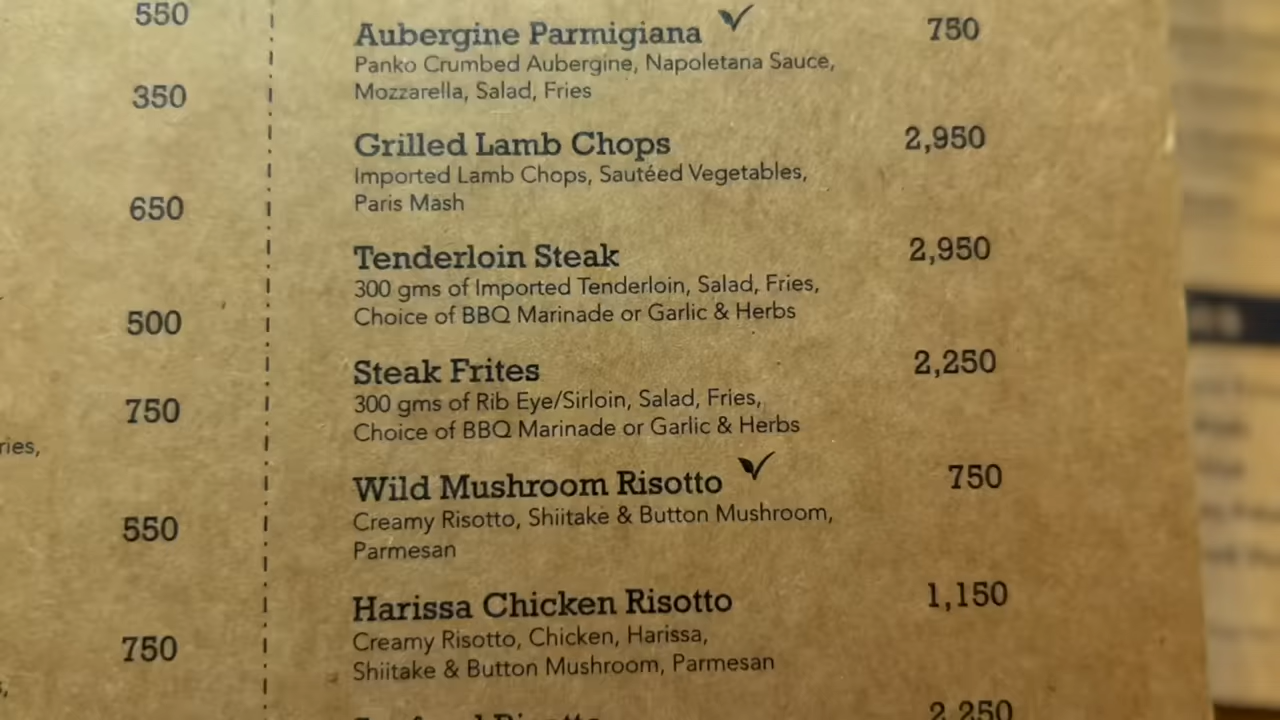 550
350
650
500
750
ries,
550
750
Aubergine Parmigiana 750
Panko Crumbed Aubergine, Napoletana Sauce,
Mozzarella, Salad, Fries
Grilled Lamb Chops 2,950
Imported Lamb Chops, Sautéed Vegetables,
Paris Mash
Tenderloin Steak 2,950
300 gms of Imported Tenderloin, Salad, Fries,
Choice of BBQ Marinade or Garlic & Herbs
Steak Frites 2,250
300 gms of Rib Eye/Sirloin, Salad, Fries,
Choice of BBQ Marinade or Garlic & Herbs
Wild Mushroom Risotto 750
Creamy Risotto, Shiitake & Button Mushroom,
Parmesan
Harissa Chicken Risotto 1,150
Creamy Risotto, Chicken, Harissa,
Shiitake & Button Mushroom, Parmesan
2,250